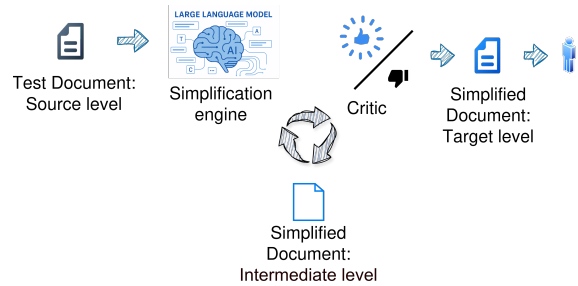 LARGE LANGUAGE MODEL
T
A
AI
C
...
Test Document:
Source level
Simplification
engine
Critic
Simplified
Document:
Target level
Simplified
Document:
Intermediate level